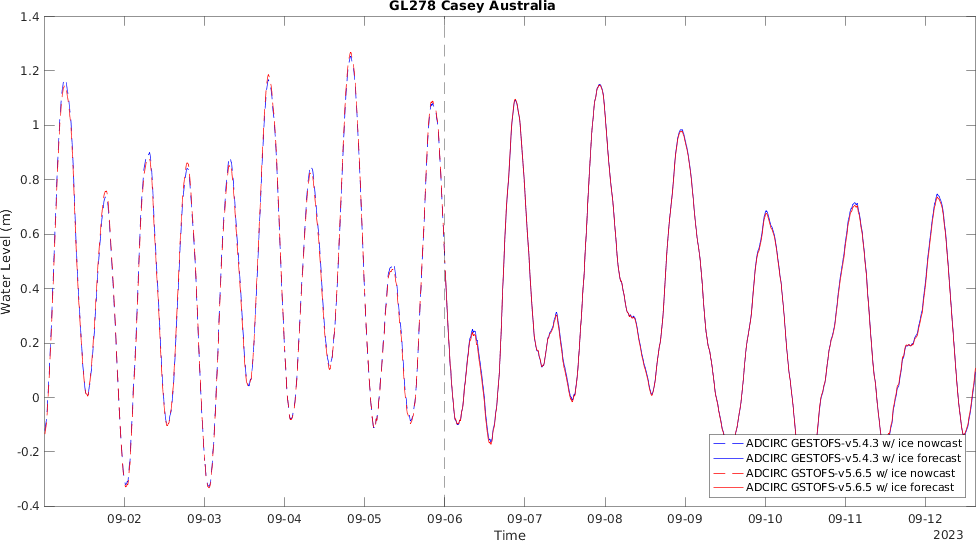 GL278 Casey Australia
1.4
1.2
1
0.8
0.6
0.4
0.2
0
-0.2
-0.4
Water Level (m)
09-02 09-03 09-04 09-05 09-06 09-07 09-08 09-09 09-10 09-11 09-12
Time
2023
ADCIRC GESTOFS-v5.4.3 w/ ice nowcast
ADCIRC GESTOFS-v5.4.3 w/ ice forecast
ADCIRC GSTOFS-v5.6.5 w/ ice nowcast
ADCIRC GSTOFS-v5.6.5 w/ ice forecast